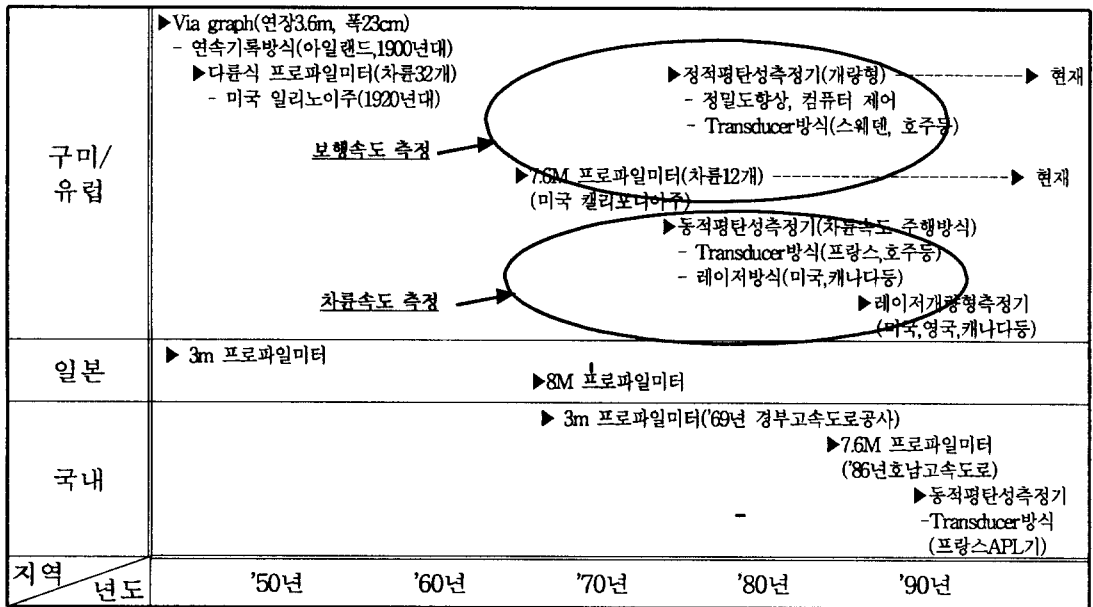 ▶Via graph(연장3.6m, 폭23cm)
- 연속기록방식(아일랜드,1900년대)
▶다륜식 프로파일미터(차륜32개)
- 미국 일리노이주(1920년대)
▶정적평탄성측정기(개량형) ----------▶ 현재
- 정밀도향상, 컴퓨터 제어
- Transducer방식(스웨덴, 호주등)
구미/
유럽
보행속도 측정
▶7.6M 프로파일미터(차륜12개) ----------▶ 현재
(미국 캘리포니아주)
▶동적평탄성측정기(차륜속도 주행방식)
- Transducer방식(프랑스,호주등)
- 레이저방식(미국,캐나다등)
차륜속도 측정
▶레이저개량형측정기
(미국,영국,캐나다등)
일본
▶ 3m 프로파일미터
▶8M 프로파일미터
국내
▶ 3m 프로파일미터('69년 경부고속도로공사)
▶7.6M 프로파일미터
('86년호남고속도로)
▶동적평탄성측정기
-Transducer방식
(프랑스APL기)
지역
년도
'50년 '60년 '70년 '80년 '90년